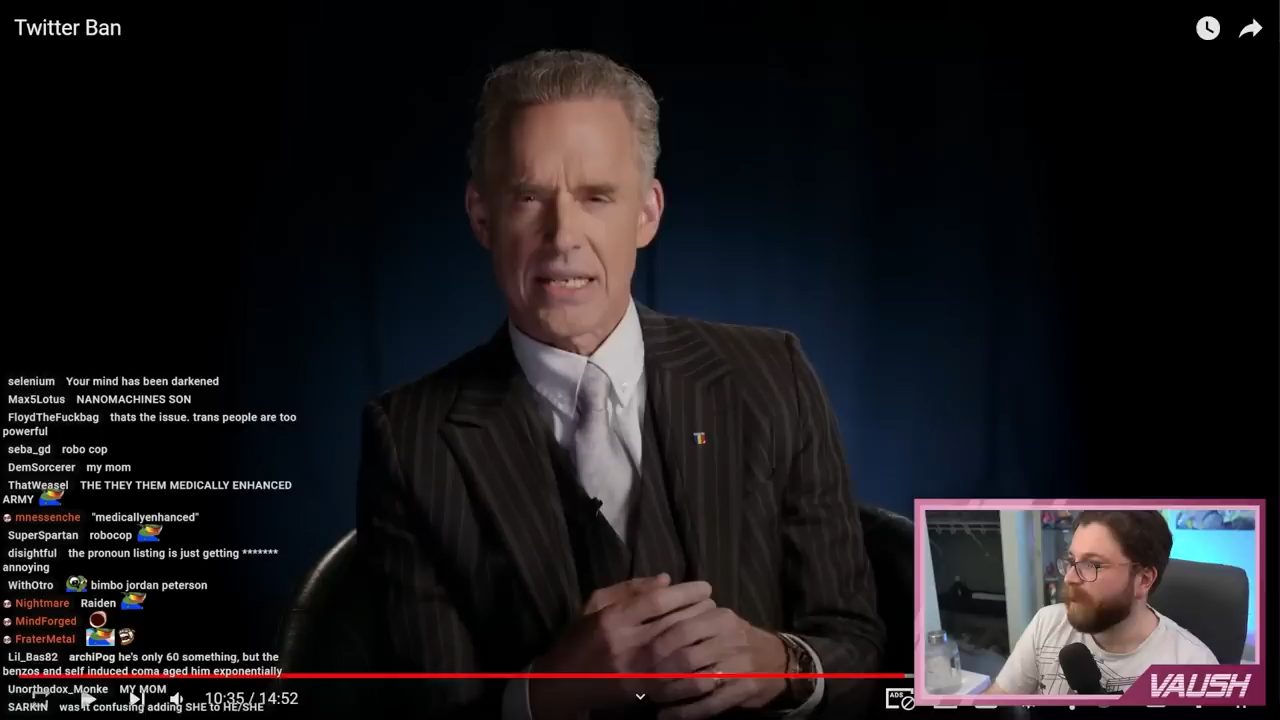 Twitter Ban
selenium Your mind has been darkened
Max5Lotus NANOMACHINES SON
FloydTheFuckbag thats the issue. trans people are too
powerful
seba_gd robo cop
DemSorcerer my mom
ThatWeasel THE THEY THEM MEDICALLY ENHANCED
ARMY
mnessenche "medicallyenhanced"
SuperSpartan robocop
disightful the pronoun listing is just getting *******
annoying
WithOtro bimbo jordan peterson
Nightmare Raiden
MindForged
FraterMetal
Lil_Bas82 archiPog he's only 60 something, but the
benzos and self induced coma aged him exponentially
Unorthodox_Monke MY MOM
SARKIN was it confusing adding SHE to HE/SHE
10:35 / 14:52
ADS
VAUSH